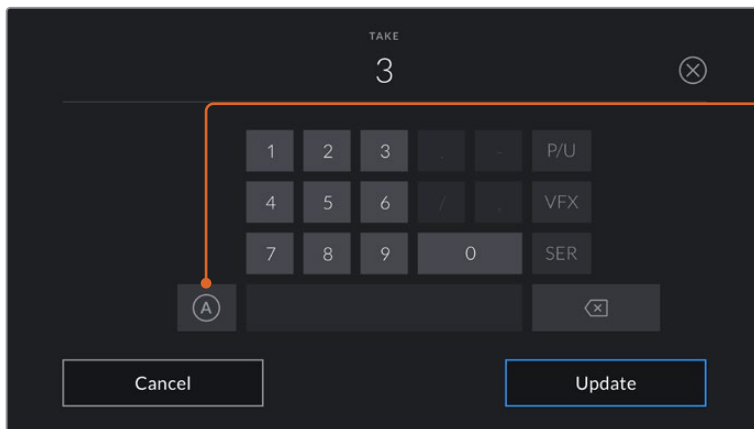 TAKE
3
1 2 3 . - P/U
4 5 6 / , VFX
7 8 9 0 SER
A
Cancel Update